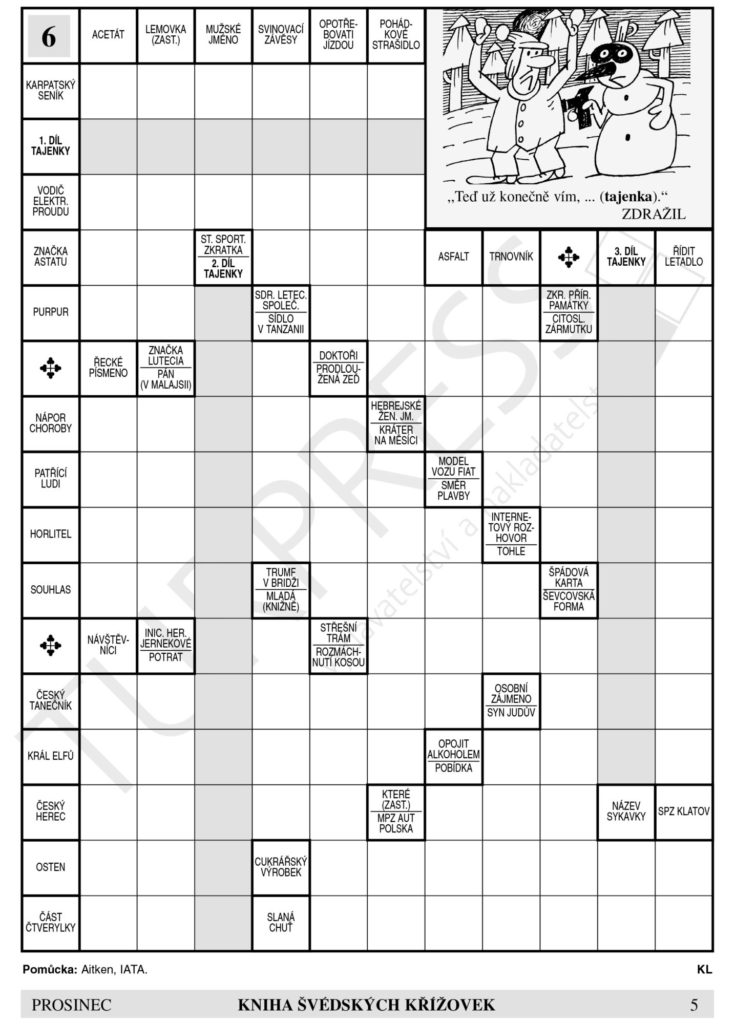 6
ACETÁT
LEMOVKA
(ZAST.)
MUŽSKÉ
JMÉNO
SVINOVACÍ
ZÁVĚSY
OPOTŘE-
BOVATI
JÍZDOU
POHÁD-
KOVÉ
STRAŠIDLO
KARPATSKÝ
SENÍK
1. DÍL
TAJENKY
VODIČ
ELEKTR.
PROUDU
„Teď už konečně vím, ... (tajenka).“
ZDRAŽIL
ZNAČKA
ASTATU
ST. SPORT.
ZKRATKA
2. DÍL
TAJENKY
ASFALT
TRNOVNÍK
3. DÍL
TAJENKY
ŘÍDIT
LETADLO
PURPUR
SDR. LETEC.
SPOLEČ.
SÍDLO
V TANZANII
ZKR. PŘÍR.
PAMÁTKY
CITOSL.
ZÁRMUTKU
ŘECKÉ
PÍSMENO
ZNAČKA
LUTECIA
PÁN
(V MALAJSII)
DOKTOŘI
PRODLOU-
ŽENÁ ZEĎ
NÁPOR
CHOROBY
HEBREJSKÉ
ŽEN. JM.
KRÁTER
NA MĚSÍCI
PATŘÍCÍ
LUDI
MODEL
VOZU FIAT
SMĚR
PLAVBY
HORLITEL
INTERNE-
TOVÝ ROZ-
HOVOR
TOHLE
SOUHLAS
TRUMF
V BRIDŽI
MLADÁ
(KNIŽNĚ)
ŠPÁDOVÁ
KARTA
ŠEVCOVSKÁ
FORMA
NÁVŠTĚV-
NÍCI
INIC. HER.
JERNEKOVÉ
POTRAT
STŘEŠNÍ
TRÁM
ROZMÁCH-
NUTÍ KOSOU
ČESKÝ
TANEČNÍK
OSOBNÍ
ZÁJMENO
SYN JUDŮV
KRÁL ELFŮ
OPOJIT
ALKOHOLEM
POBÍDKA
ČESKÝ
HEREC
KTERÉ
(ZAST.)
MPZ AUT
POLSKA
NÁZEV
SYKAVKY
SPZ KLATOV
OSTEN
CUKRÁŘSKÝ
VÝROBEK
ČÁST
ČTVERYLKY
SLANÁ
CHUŤ
Pomůcka: Aitken, IATA.
KL
PROSINEC
KNIHA ŠVÉDSKÝCH KŘÍŽOVEK
5